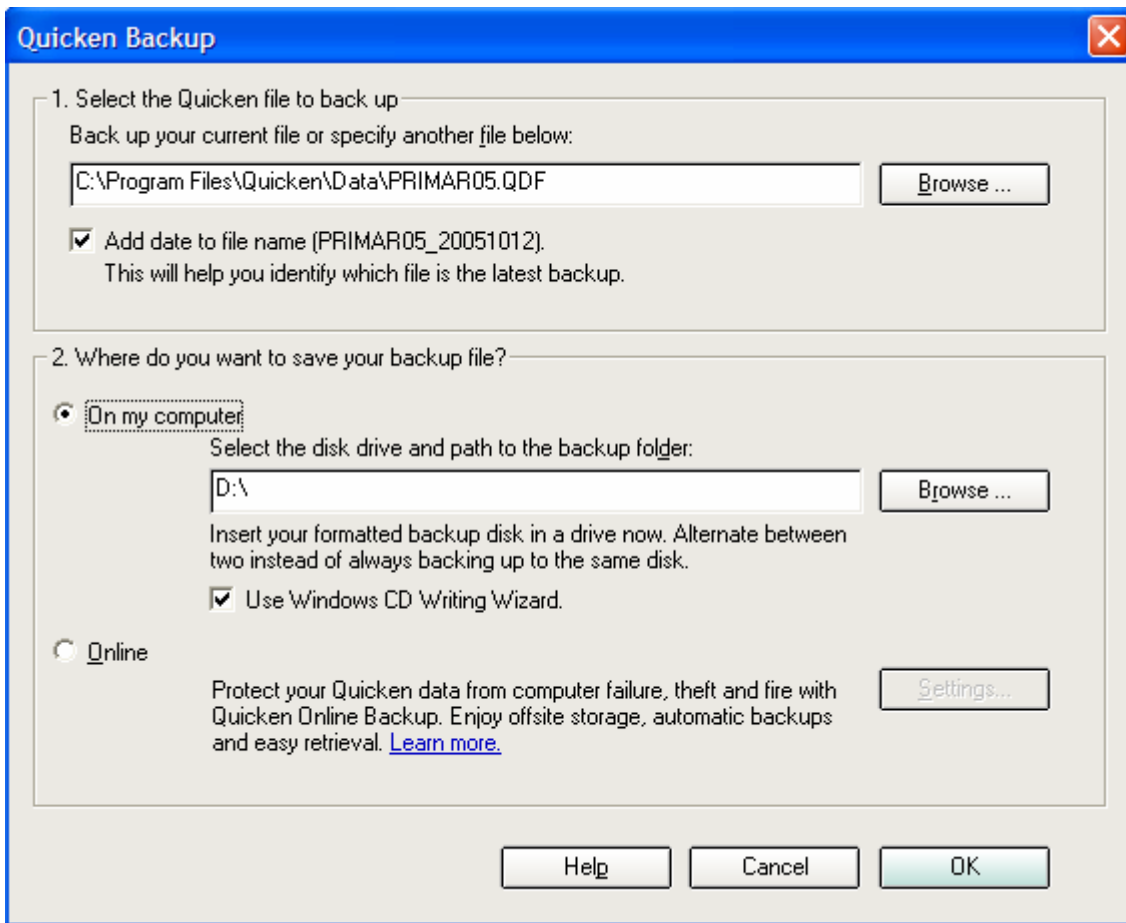 Quicken Backup
1. Select the Quicken file to back up
Back up your current file or specify another file below:
C:\Program Files\Quicken\Data\PRIMAR05.QDF
Browse ...
Add date to file name (PRIMAR05_20051012).
This will help you identify which file is the latest backup.
2. Where do you want to save your backup file?
On my computer
Select the disk drive and path to the backup folder:
D:\
Browse ...
Insert your formatted backup disk in a drive now. Alternate between
two instead of always backing up to the same disk.
Use Windows CD Writing Wizard.
Online
Protect your Quicken data from computer failure, theft and fire with
Quicken Online Backup. Enjoy offsite storage, automatic backups
and easy retrieval. Learn more.
Settings...
Help
Cancel
OK